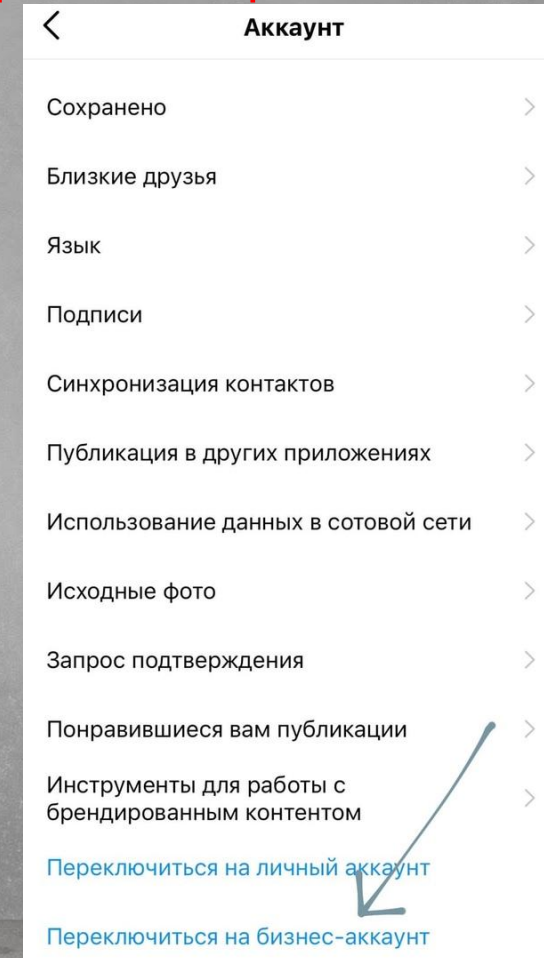 Аккаунт
Сохранено
Близкие друзья
Язык
Подписи
Синхронизация контактов
Публикация в других приложениях
Использование данных в сотовой сети
Исходные фото
Запрос подтверждения
Понравившиеся вам публикации
Инструменты для работы с
брендированным контентом
Переключиться на личный аккаунт
Переключиться на бизнес-аккаунт